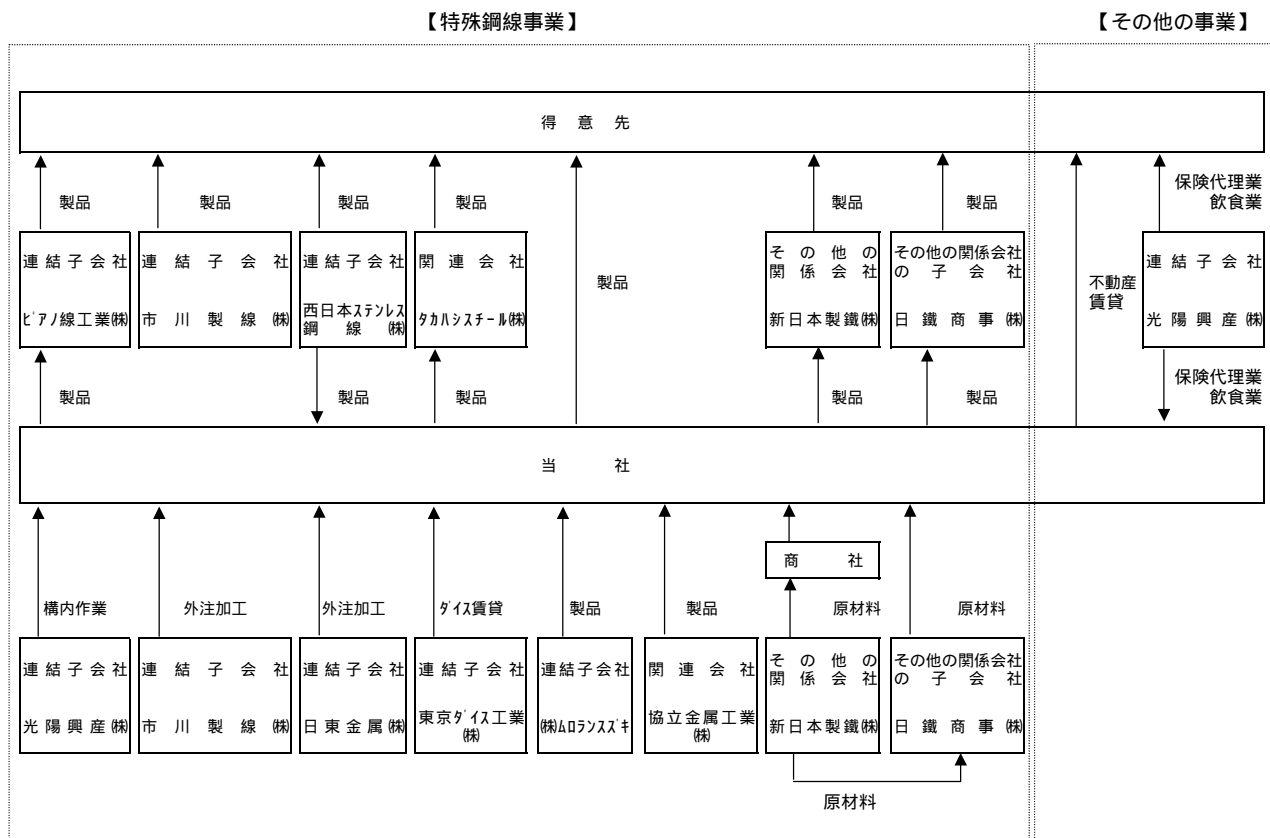 【特殊鋼線事業】 【その他の事業】
得意先
製品 製品 製品 製品 製品 製品 保険代理業
飲食業
製品
不動産
賃貸
連結子会社
ピアノ線工業㈱
連結子会社
市川製線㈱
連結子会社
西日本ステンレス
鋼線㈱
関連会社
タカハシスチール㈱
その他の
関係会社
新日本製鐵㈱
その他の関係会社
の子会社
日鐵商事㈱
連結子会社
光陽興産㈱
製品 製品 製品 製品 製品 保険代理業
飲食業
当社
商社
構内作業 外注加工 外注加工 ダイス賃貸 製品 製品 原材料 原材料
連結子会社
光陽興産㈱
連結子会社
市川製線㈱
連結子会社
日東金属㈱
連結子会社
東京ダイス工業
㈱
連結子会社
㈱ムロランスズキ
関連会社
協立金属工業
㈱
その他の
関係会社
新日本製鐵㈱
その他の関係会社
の子会社
日鐵商事㈱
原材料